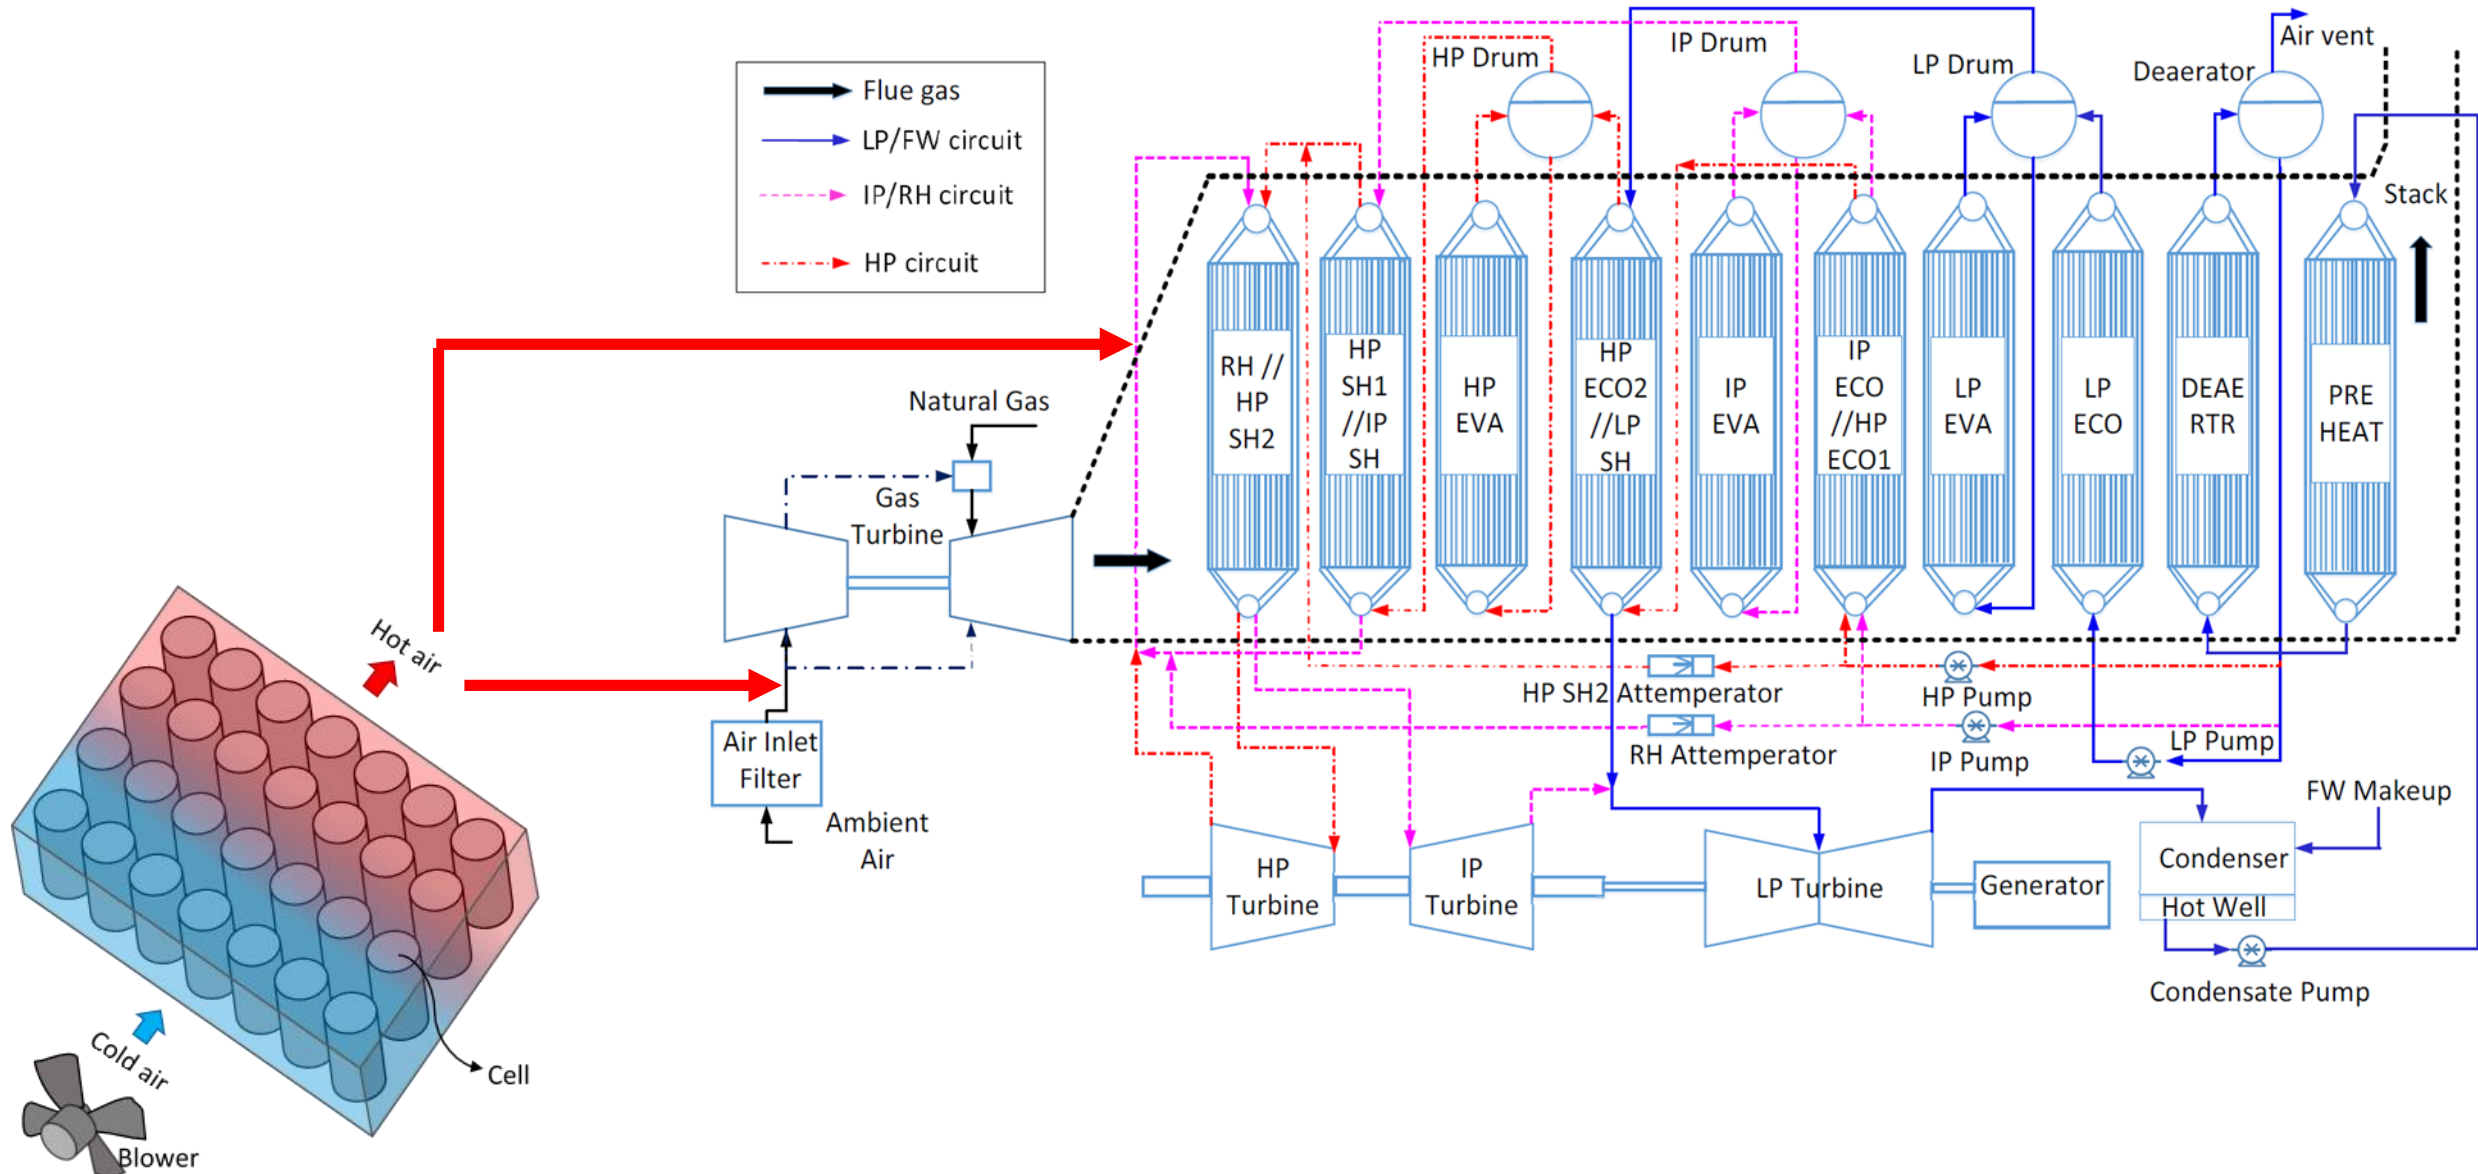 Flue gas
LP/FW circuit
IP/RH circuit
HP circuit
HP Drum
IP Drum
LP Drum
Deaerator
Air vent
Stack
RH //
HP
SH2
HP
SH1
//IP
SH
HP
EVA
HP
ECO2
//LP
SH
IP
EVA
IP
ECO
//HP
ECO1
LP
EVA
LP
ECO
DEAE
RTR
PRE
HEAT
Natural Gas
Gas
Turbine
Air Inlet
Filter
Ambient
Air
HP SH2 Attemperator
HP Pump
RH Attemperator
IP Pump
LP Pump
FW Makeup
HP
Turbine
IP
Turbine
LP Turbine
Generator
Condenser
Hot Well
Condensate Pump
Hot air
Cold air
Cell
Blower